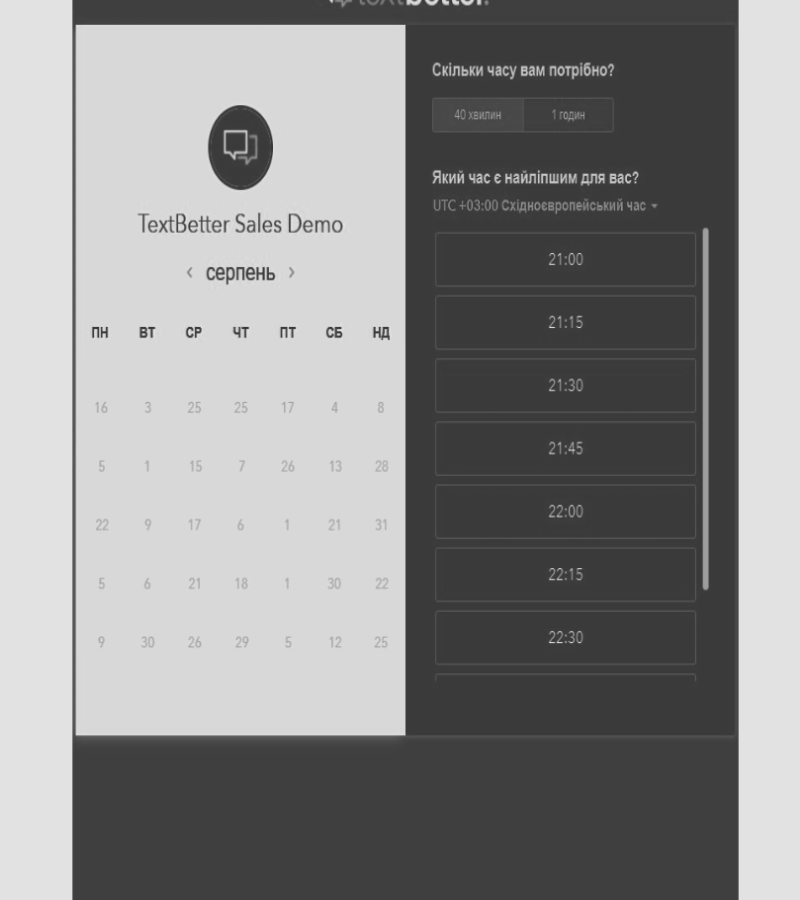 textbetter.
TextBetter Sales Demo
‹ серпень ›
ПН ВТ СР ЧТ ПТ СБ НД
16 3 25 25 17 4 8
5 1 15 7 26 13 28
22 9 17 6 1 21 31
5 6 21 18 1 30 22
9 30 26 29 5 12 25
Скільки часу вам потрібно?
40 хвилин 1 годин
Який час є найліпшим для вас?
UTC +03:00 Східноєвропейський час
21:00
21:15
21:30
21:45
22:00
22:15
22:30